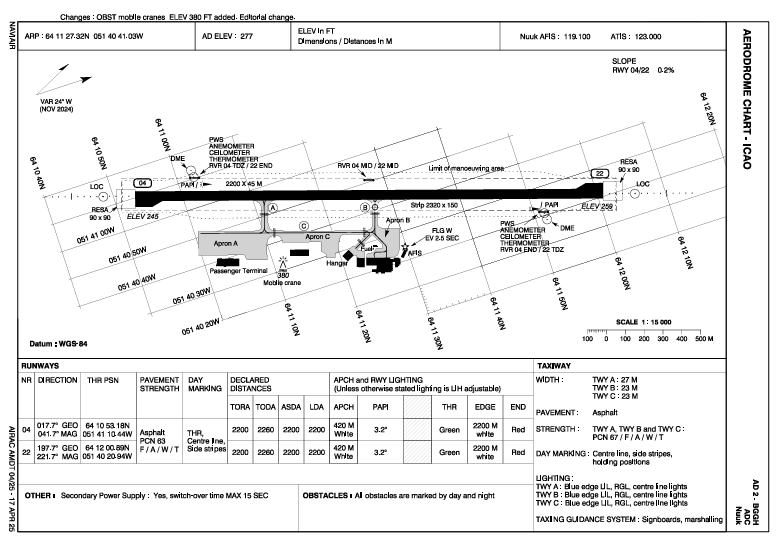 Changes : OBST mobile cranes ELEV 380 FT added. Editorial change.
NAVIAIR
ARP : 64 11 27.32N 051 40 41.03W
AD ELEV : 277
ELEV in FT
Dimensions / Distances in M
Nuuk AFIS : 119.100
ATIS : 123.000
AERODROME CHART - ICAO
SLOPE
RWY 04/22 0.2%
VAR 24° W
(NOV 2024)
64 10 40N
64 10 50N
64 11 00N
64 12 20N
PWS
ANEMOMETER
CEILOMETER
THERMOMETER
RVR 04 TDZ / 22 END
DME
RVR 04 MID / 22 MID
Limit of manoeuvring area
RESA
90 x 90
LOC
04
PAPI /
2200 X 45 M
22
LOC
RESA
90 x 90
ELEV 245
A
B
Strip 2320 x 150
/ PAPI
ELEV 259
C
Apron A
Apron C
Apron B
Fuel
FLG W
EV 2.5 SEC
AFIS
PWS
ANEMOMETER
CEILOMETER
THERMOMETER
RVR 04 END / 22 TDZ
DME
Passenger Terminal
380
Mobile crane
Hangar
051 41 00W
051 40 50W
051 40 40W
051 40 30W
051 40 20W
64 11 10N
64 11 20N
64 11 30N
64 11 40N
64 11 50N
64 12 00N
64 12 10N
SCALE 1 : 15 000
100 0 100 200 300 400 500 M
Datum : WGS-84
RUNWAYS
NR DIRECTION THR PSN PAVEMENT STRENGTH DAY MARKING DECLARED DISTANCES APCH and RWY LIGHTING
(Unless otherwise stated lighting is LIH adjustable)
TORA TODA ASDA LDA APCH PAPI THR EDGE END
04 017.7° GEO 041.7° MAG 64 10 53.18N 051 41 10.44W Asphalt PCN 63 F / A / W / T THR, Centre line, Side stripes 2200 2260 2200 2200 420 M White 3.2° Green 2200 M white Red
22 197.7° GEO 221.7° MAG 64 12 00.89N 051 40 20.94W 2200 2260 2200 2200 420 M White 3.2° Green 2200 M white Red
OTHER : Secondary Power Supply : Yes, switch-over time MAX 15 SEC
OBSTACLES : All obstacles are marked by day and night
TAXIWAY
WIDTH : TWY A : 27 M
TWY B : 23 M
TWY C : 23 M
PAVEMENT : Asphalt
STRENGTH : TWY A, TWY B and TWY C :
PCN 67 / F / A / W / T
DAY MARKING : Centre line, side stripes,
holding positions
LIGHTING :
TWY A : Blue edge LIL, RGL, centre line lights
TWY B : Blue edge LIL, RGL, centre line lights
TWY C : Blue edge LIL, RGL, centre line lights
TAXIING GUIDANCE SYSTEM : Signboards, marshalling
AIRAC AMDT 04/25 - 17 APR 25
AD 2 - BGGH
ADC
Nuuk